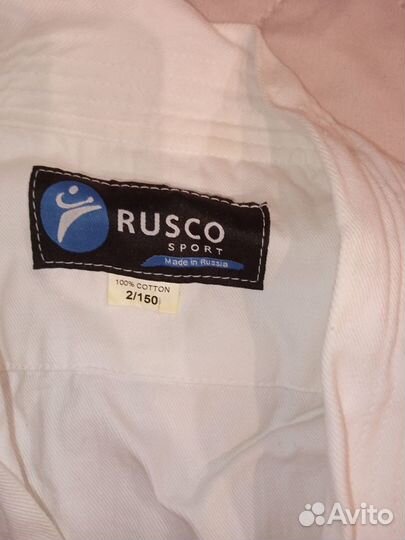 RUSCO
SPORT
Made in Russia
100% COTTON
2/150
Avito